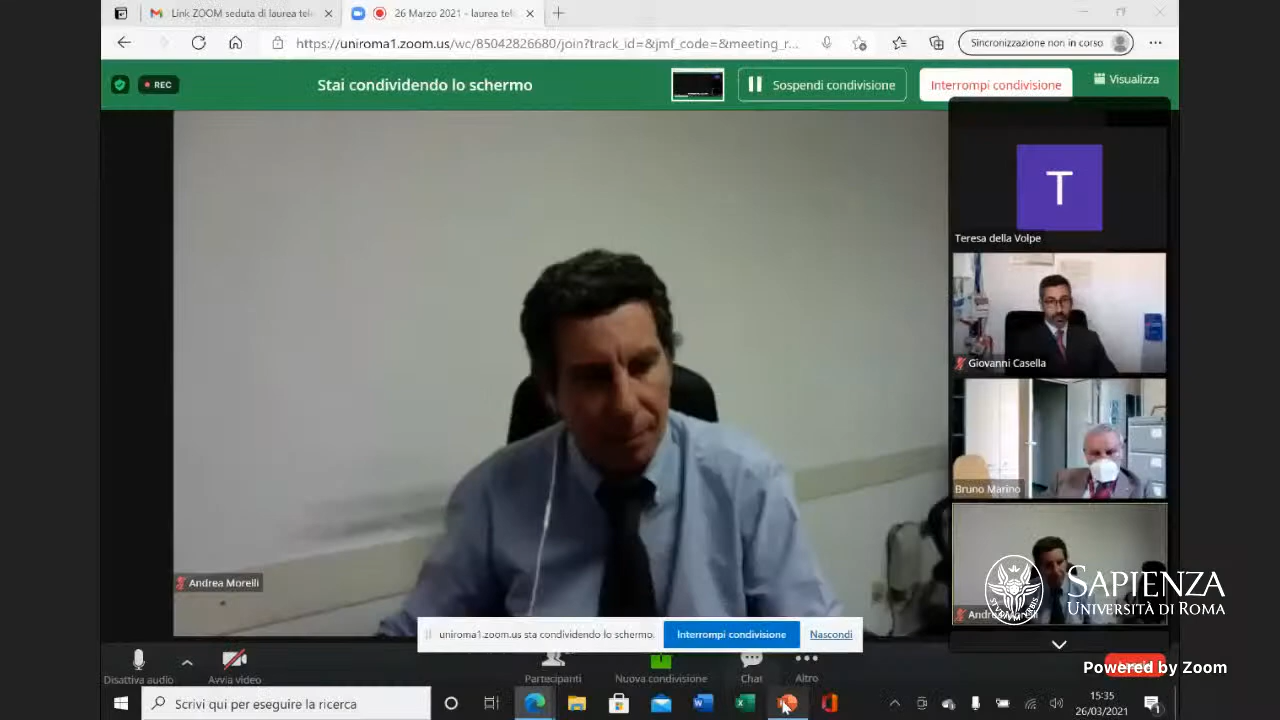 Link ZOOM seduta di laurea tele
26 Marzo 2021 - laurea tel
https://uniroma1.zoom.us/wc/85042826680/join?track_id=&jmf_code=&meeting_r...
Sincronizzazione non in corso
REC
Stai condividendo lo schermo
Sospendi condivisione
Interrompi condivisione
Visualizza
T
Teresa della Volpe
Giovanni Casella
Bruno Marino
Andrea Morelli
SAPIENZA
UNIVERSITÀ DI ROMA
uniroma1.zoom.us sta condividendo lo schermo.
Interrompi condivisione
Nascondi
Disattiva audio
Avvia video
Partecipanti
Nuova condivisione
Chat
Altro
Powered by Zoom
Scrivi qui per eseguire la ricerca
15:35
26/03/2021
1